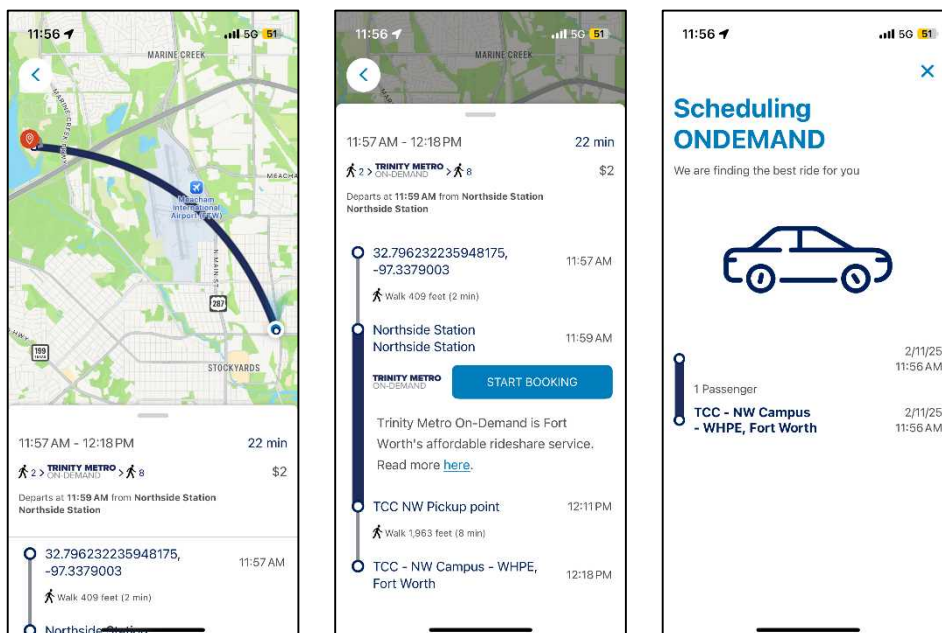 11:56
5G 51
MARINE CREEK
MARINE CREEK PKWY
MEACHA
Meacham
International
Airport (FTW)
N MAIN ST
287
HWY
199
STOCKYARDS
11:57 AM - 12:18 PM 22 min
2 > TRINITY METRO ON-DEMAND > 8 $2
Departs at 11:59 AM from Northside Station
Northside Station
32.796232235948175,
-97.3379003 11:57 AM
Walk 409 feet (2 min)
Northside Station
11:56
5G 51
MARINE CREEK
11:57 AM - 12:18 PM 22 min
2 > TRINITY METRO ON-DEMAND > 8 $2
Departs at 11:59 AM from Northside Station
Northside Station
32.796232235948175,
-97.3379003 11:57 AM
Walk 409 feet (2 min)
Northside Station
Northside Station 11:59 AM
TRINITY METRO
ON-DEMAND
START BOOKING
Trinity Metro On-Demand is Fort
Worth's affordable rideshare service.
Read more here.
TCC NW Pickup point 12:11 PM
Walk 1,963 feet (8 min)
TCC - NW Campus - WHPE,
Fort Worth 12:18 PM
11:56
5G 51
Scheduling
ONDEMAND
We are finding the best ride for you
2/11/25
11:56 AM
1 Passenger
TCC - NW Campus 2/11/25
- WHPE, Fort Worth 11:56 AM